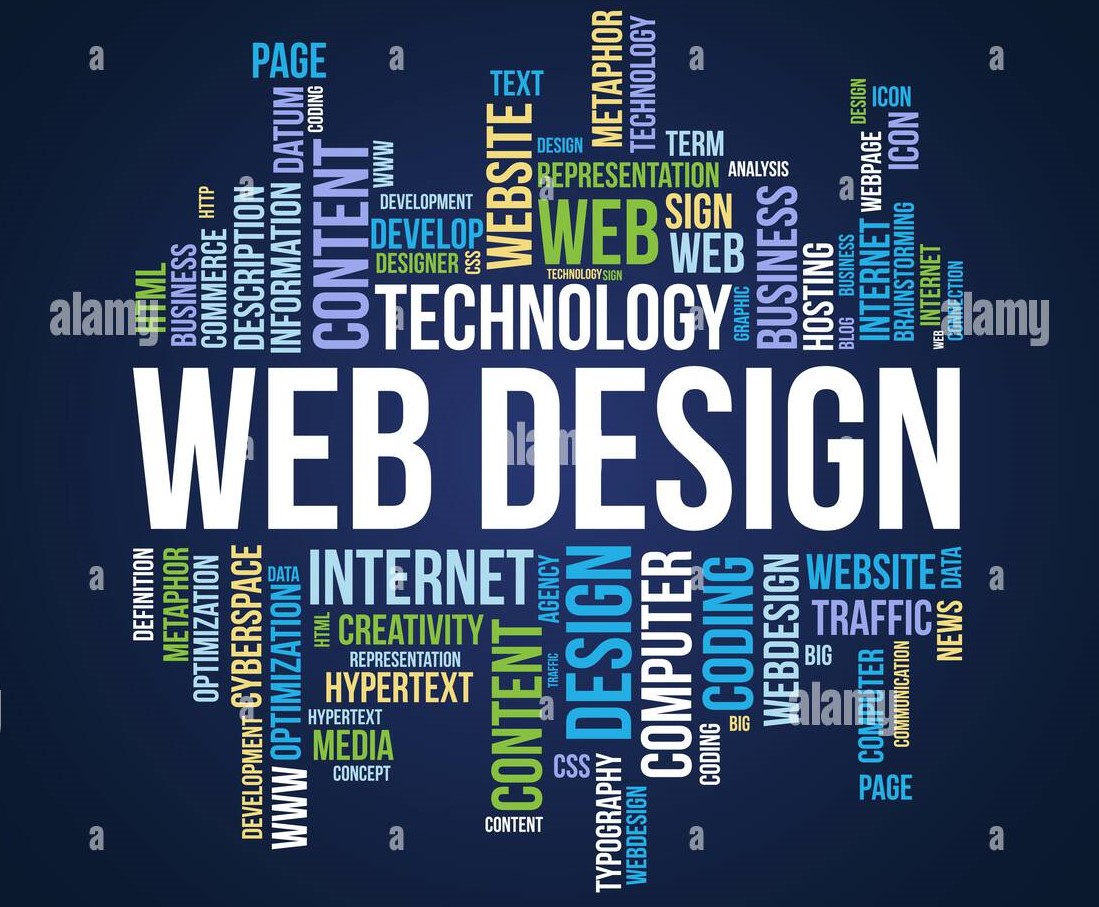 PAGE
DATUM
CODING
CONTENT
WWW
HTTP
HTML
BUSINESS
COMMERCE
DESCRIPTION
INFORMATION
DEVELOPMENT
DEVELOP
DESIGNER
CSS
TEXT
WEBSITE
METAPHOR
TECHNOLOGY
DESIGN
TERM
REPRESENTATION
ANALYSIS
WEB
SIGN
WEB
TECHNOLOGY
SIGN
TECHNOLOGY
GRAPHIC
BUSINESS
HOSTING
BLOG
BUSINESS
INTERNET
BRAINSTORMING
INTERNET
WEB
CONNECTION
DESIGN
ICON
ICON
WEBPAGE
WEB DESIGN
DEFINITION
METAPHOR
OPTIMIZATION
CYBERSPACE
DEVELOPMENT
DATA
OPTIMIZATION
WWW
INTERNET
HTML
CREATIVITY
REPRESENTATION
HYPERTEXT
HYPERTEXT
MEDIA
CONCEPT
CONTENT
CONTENT
AGENCY
TRAFFIC
DESIGN
CSS
TYPOGRAPHY
WEBDESIGN
COMPUTER
CODING
CODING
BIG
WEBDESIGN
WEBSITE
DATA
TRAFFIC
NEWS
BIG
COMPUTER
COMMUNICATION
PAGE
a
a
a
a
a
a
alamy
alamy
a
alamy
a
a
a
a
a
alamy
a
a
a
a